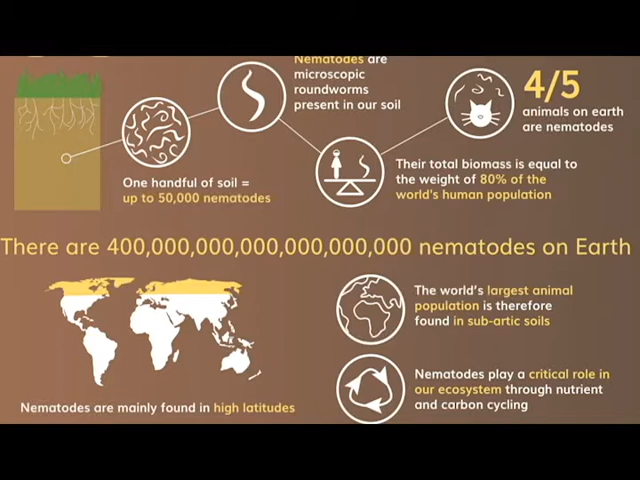 Nematodes are
microscopic
roundworms
present in our soil
4/5
animals on earth
are nematodes
One handful of soil =
up to 50,000 nematodes
Their total biomass is equal to
the weight of 80% of the
world's human population
There are 400,000,000,000,000,000,000 nematodes on Earth
The world's largest animal
population is therefore
found in sub-artic soils
Nematodes are mainly found in high latitudes
Nematodes play a critical role in
our ecosystem through nutrient
and carbon cycling